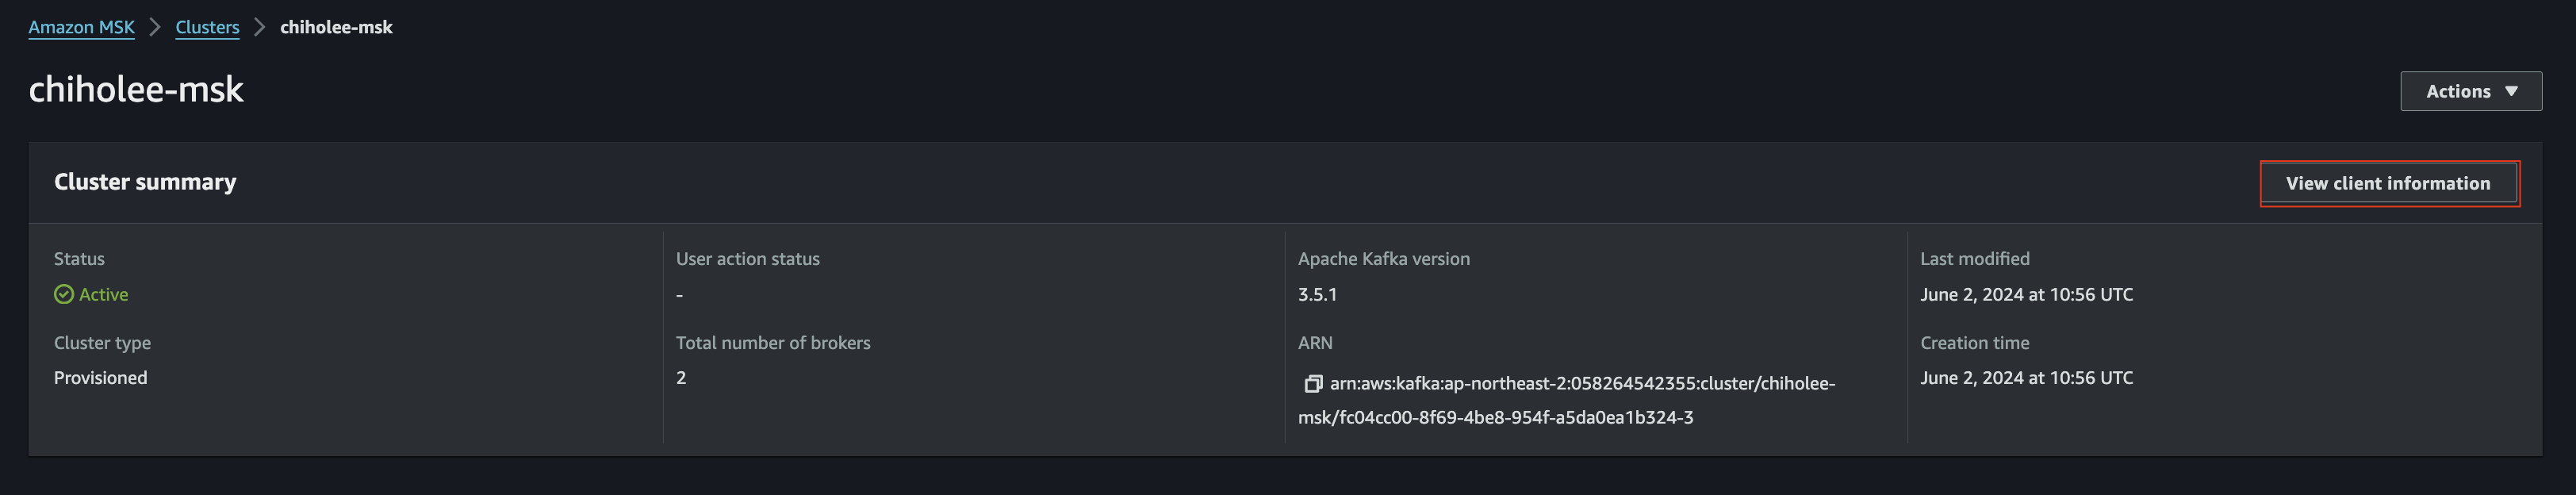 Amazon MSK > Clusters > chiholee-msk
chiholee-msk
Actions ▼
Cluster summary
View client information
Status
Active
Cluster type
Provisioned
User action status
-
Total number of brokers
2
Apache Kafka version
3.5.1
ARN
arn:aws:kafka:ap-northeast-2:058264542355:cluster/chiholee-
msk/fc04cc00-8f69-4be8-954f-a5da0ea1b324-3
Last modified
June 2, 2024 at 10:56 UTC
Creation time
June 2, 2024 at 10:56 UTC